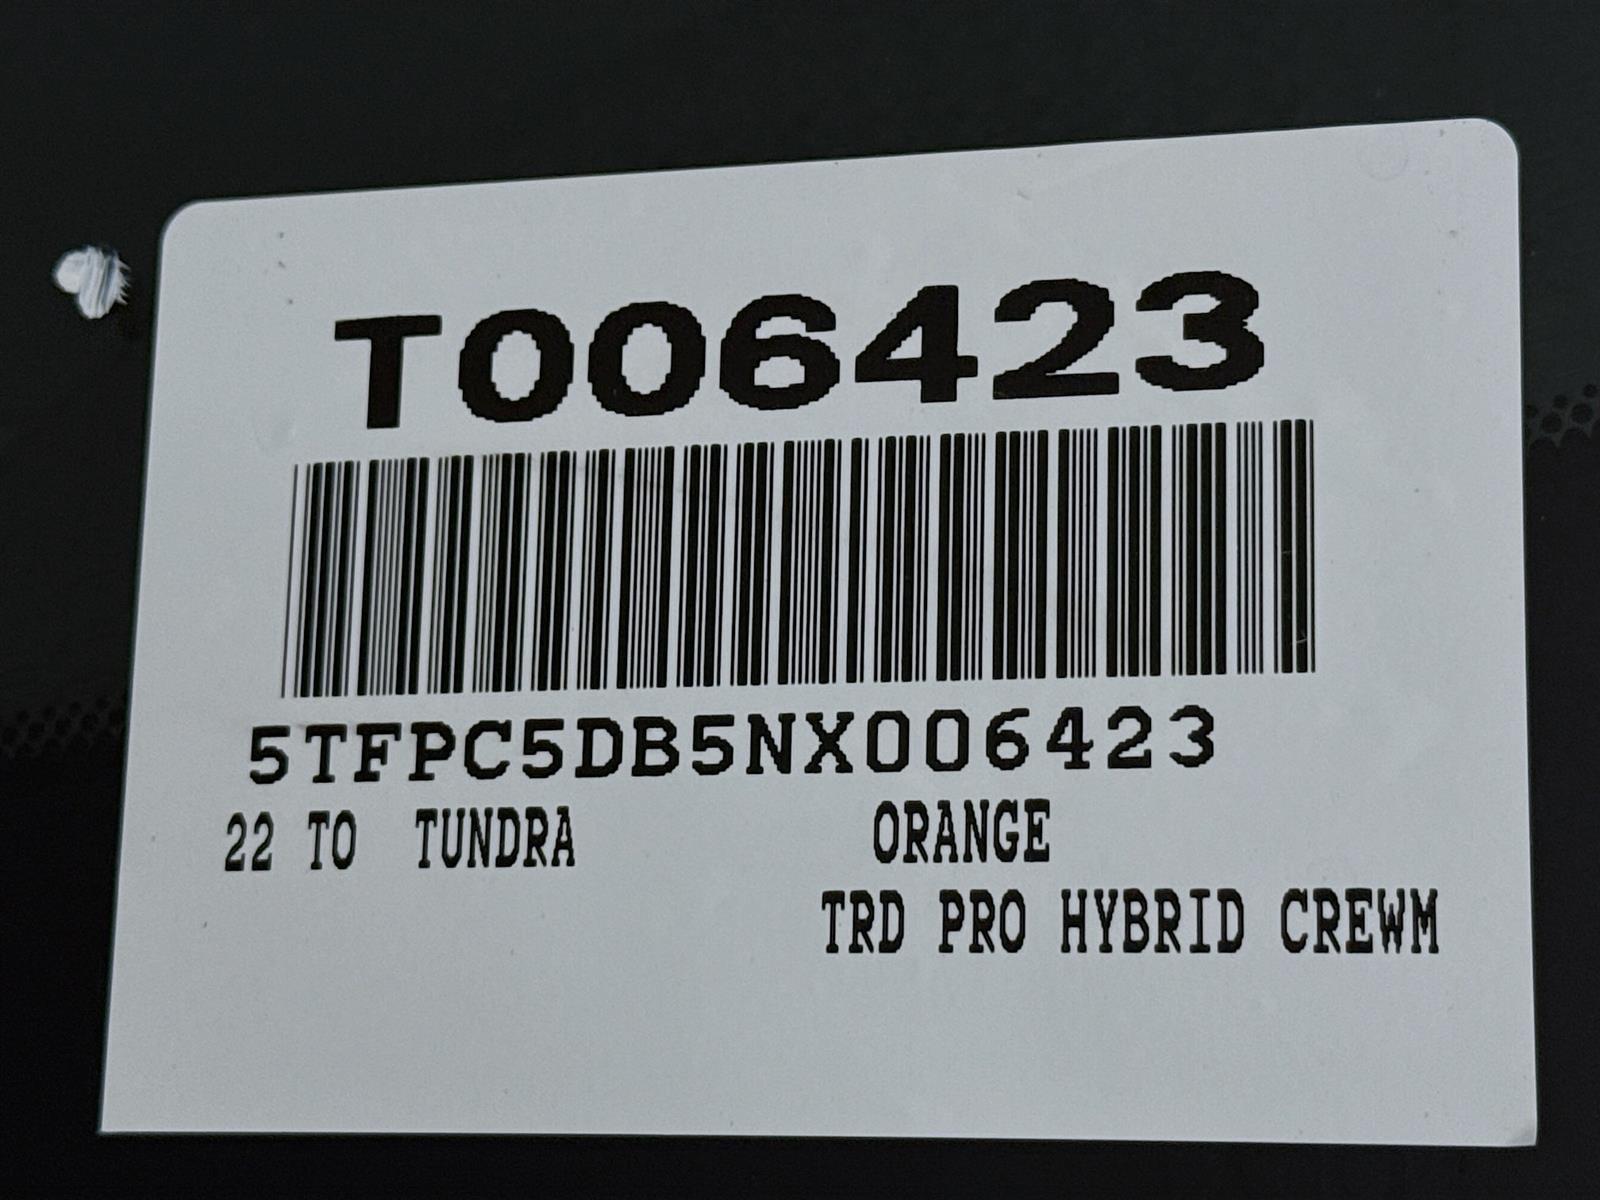 T006423
5TFPC5DB5NX006423
22 TO TUNDRA ORANGE
TRD PRO HYBRID CREWM